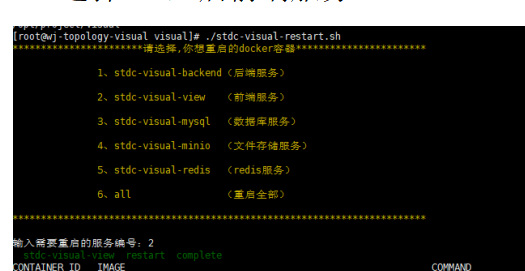 [root@wj-topology-visual visual]# ./stdc-visual-restart.sh
***********************请选择,你想重启的docker容器***********************
1、stdc-visual-backend（后端服务）
2、stdc-visual-view （前端服务）
3、stdc-visual-mysql （数据库服务）
4、stdc-visual-minio （文件存储服务）
5、stdc-visual-redis （redis服务）
6、all （重启全部）
*************************************************************************
输入需要重启的服务编号: 2
stdc-visual-view restart complete
CONTAINER ID IMAGE COMMAND